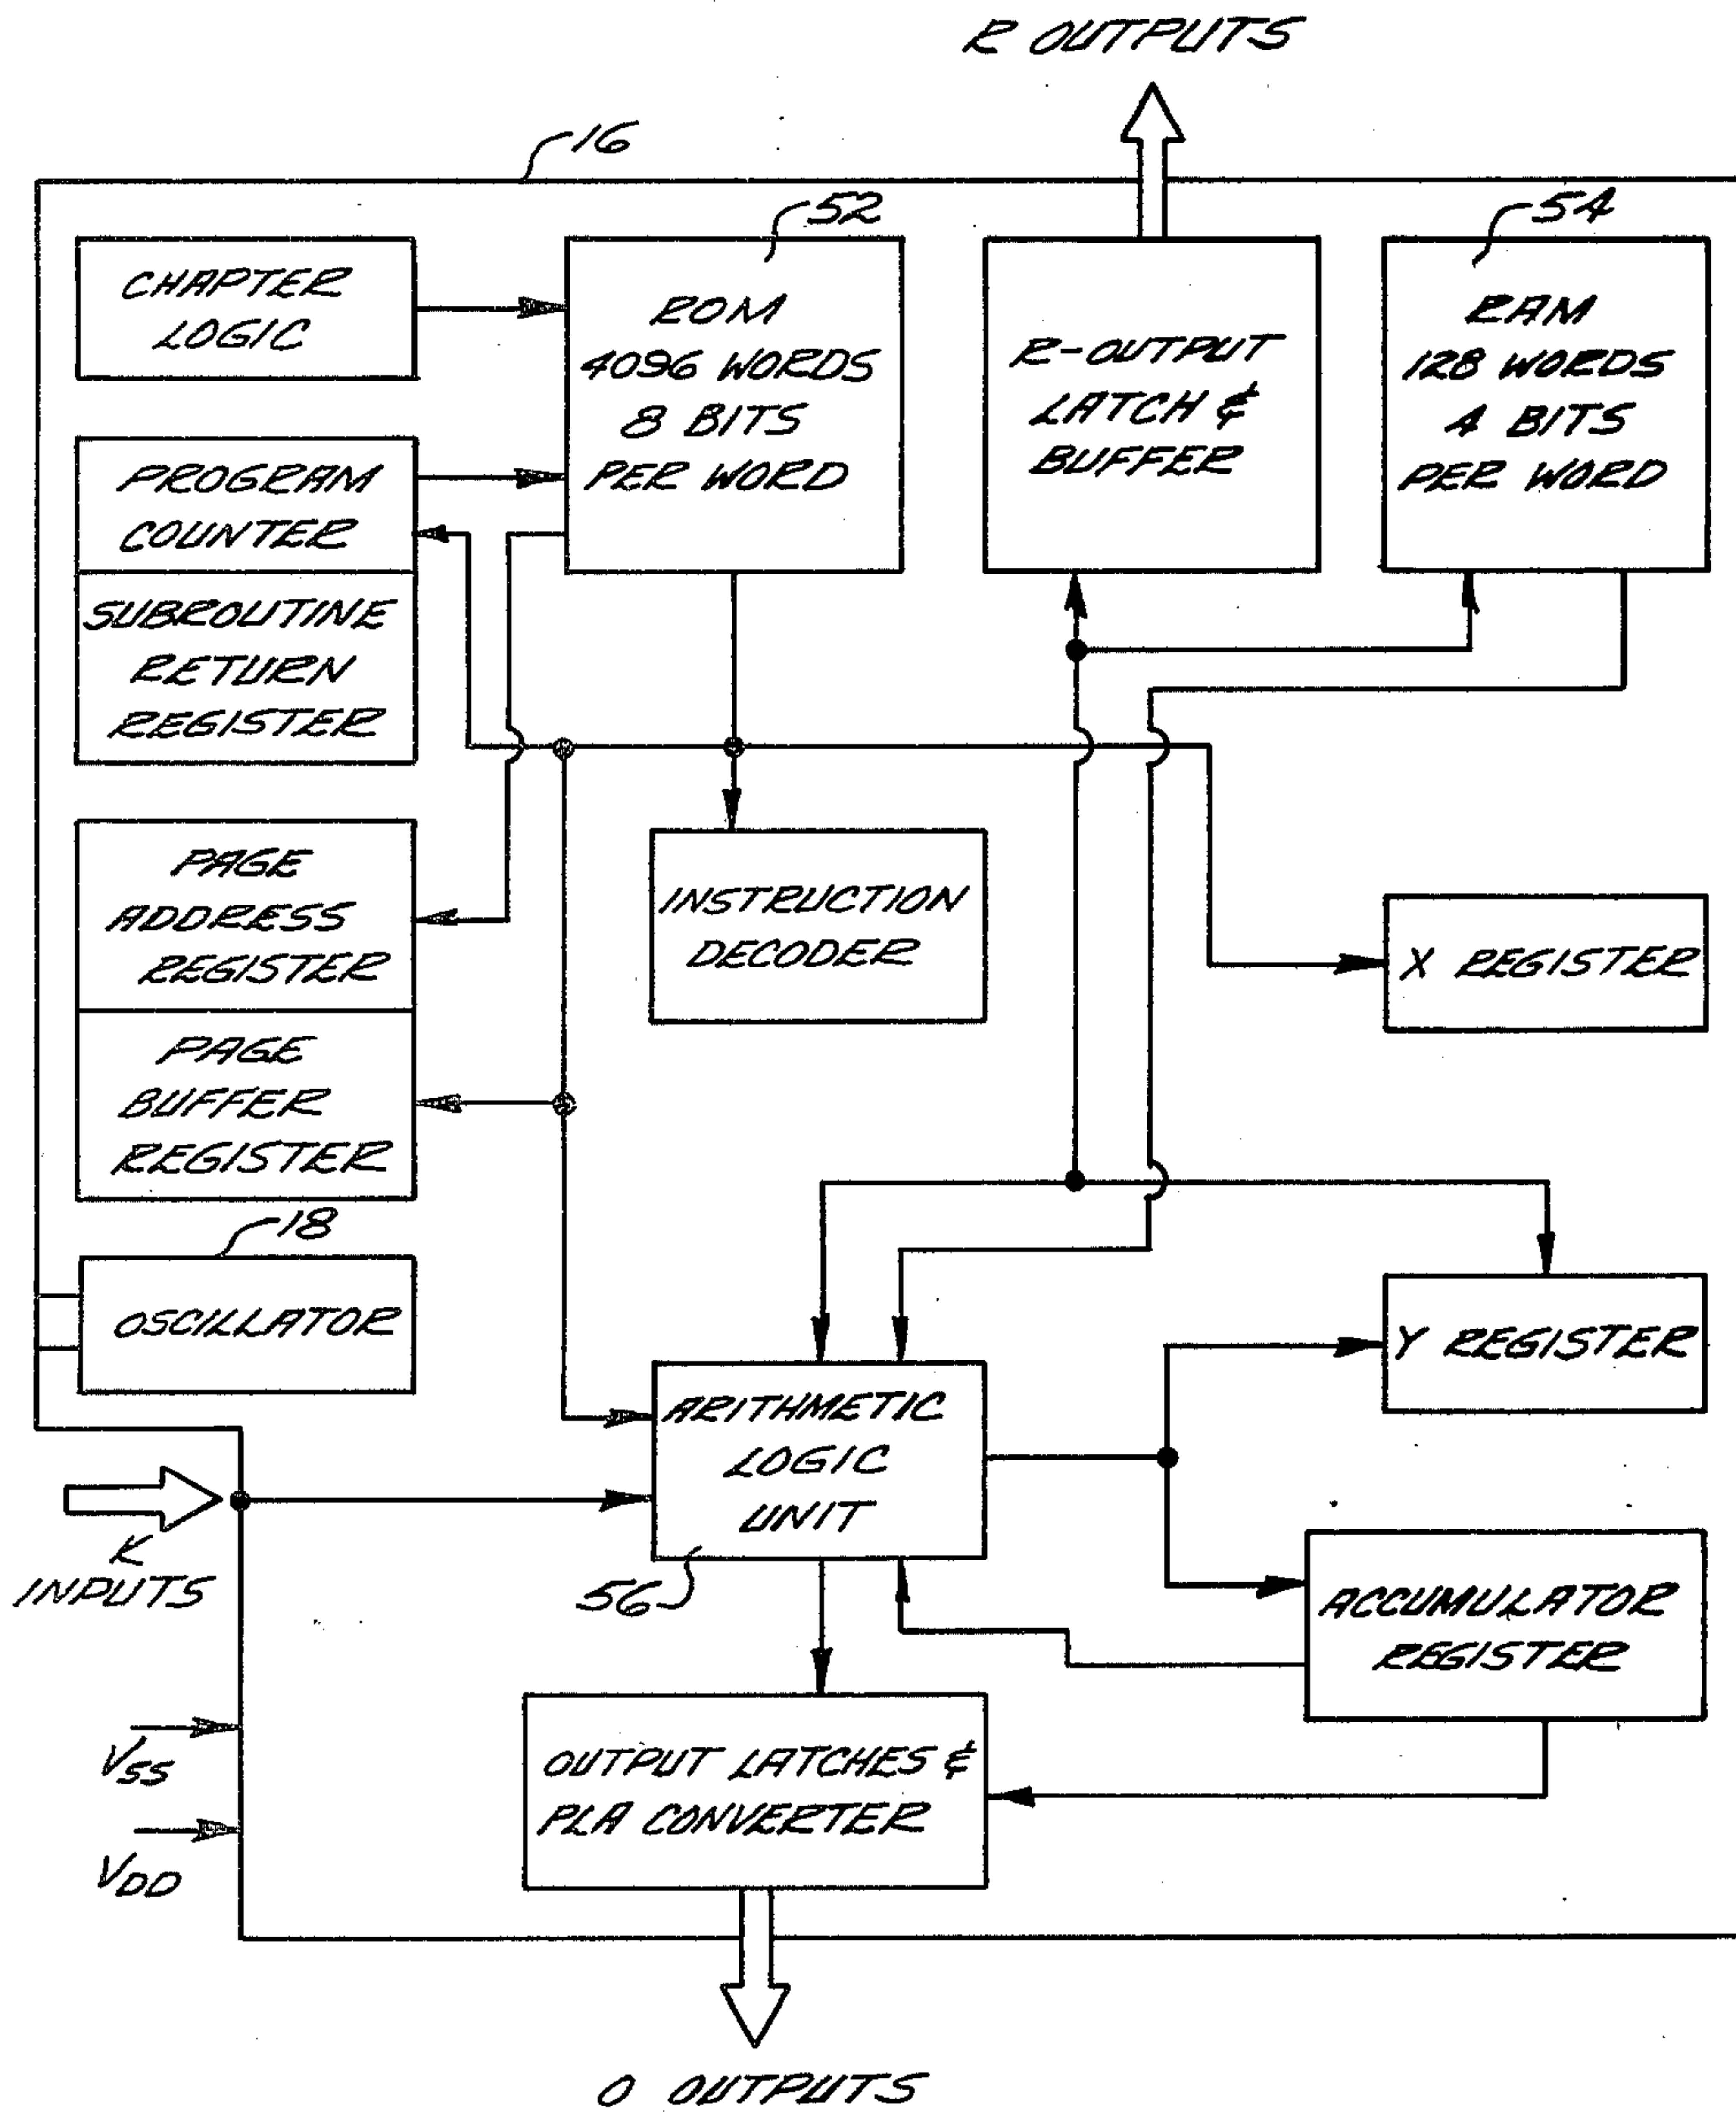 R OUTPUTS
16
52
54
CHAPTER
LOGIC
ROM
4096 WORDS
8 BITS
PER WORD
R-OUTPUT
LATCH &
BUFFER
RAM
128 WORDS
4 BITS
PER WORD
PROGRAM
COUNTER
SUBROUTINE
RETURN
REGISTER
PAGE
ADDRESS
REGISTER
INSTRUCTION
DECODER
X REGISTER
PAGE
BUFFER
REGISTER
18
OSCILLATOR
Y REGISTER
ARITHMETIC
LOGIC
UNIT
56
K
INPUTS
ACCUMULATOR
REGISTER
VSS
VDD
OUTPUT LATCHES &
PLA CONVERTER
O OUTPUTS